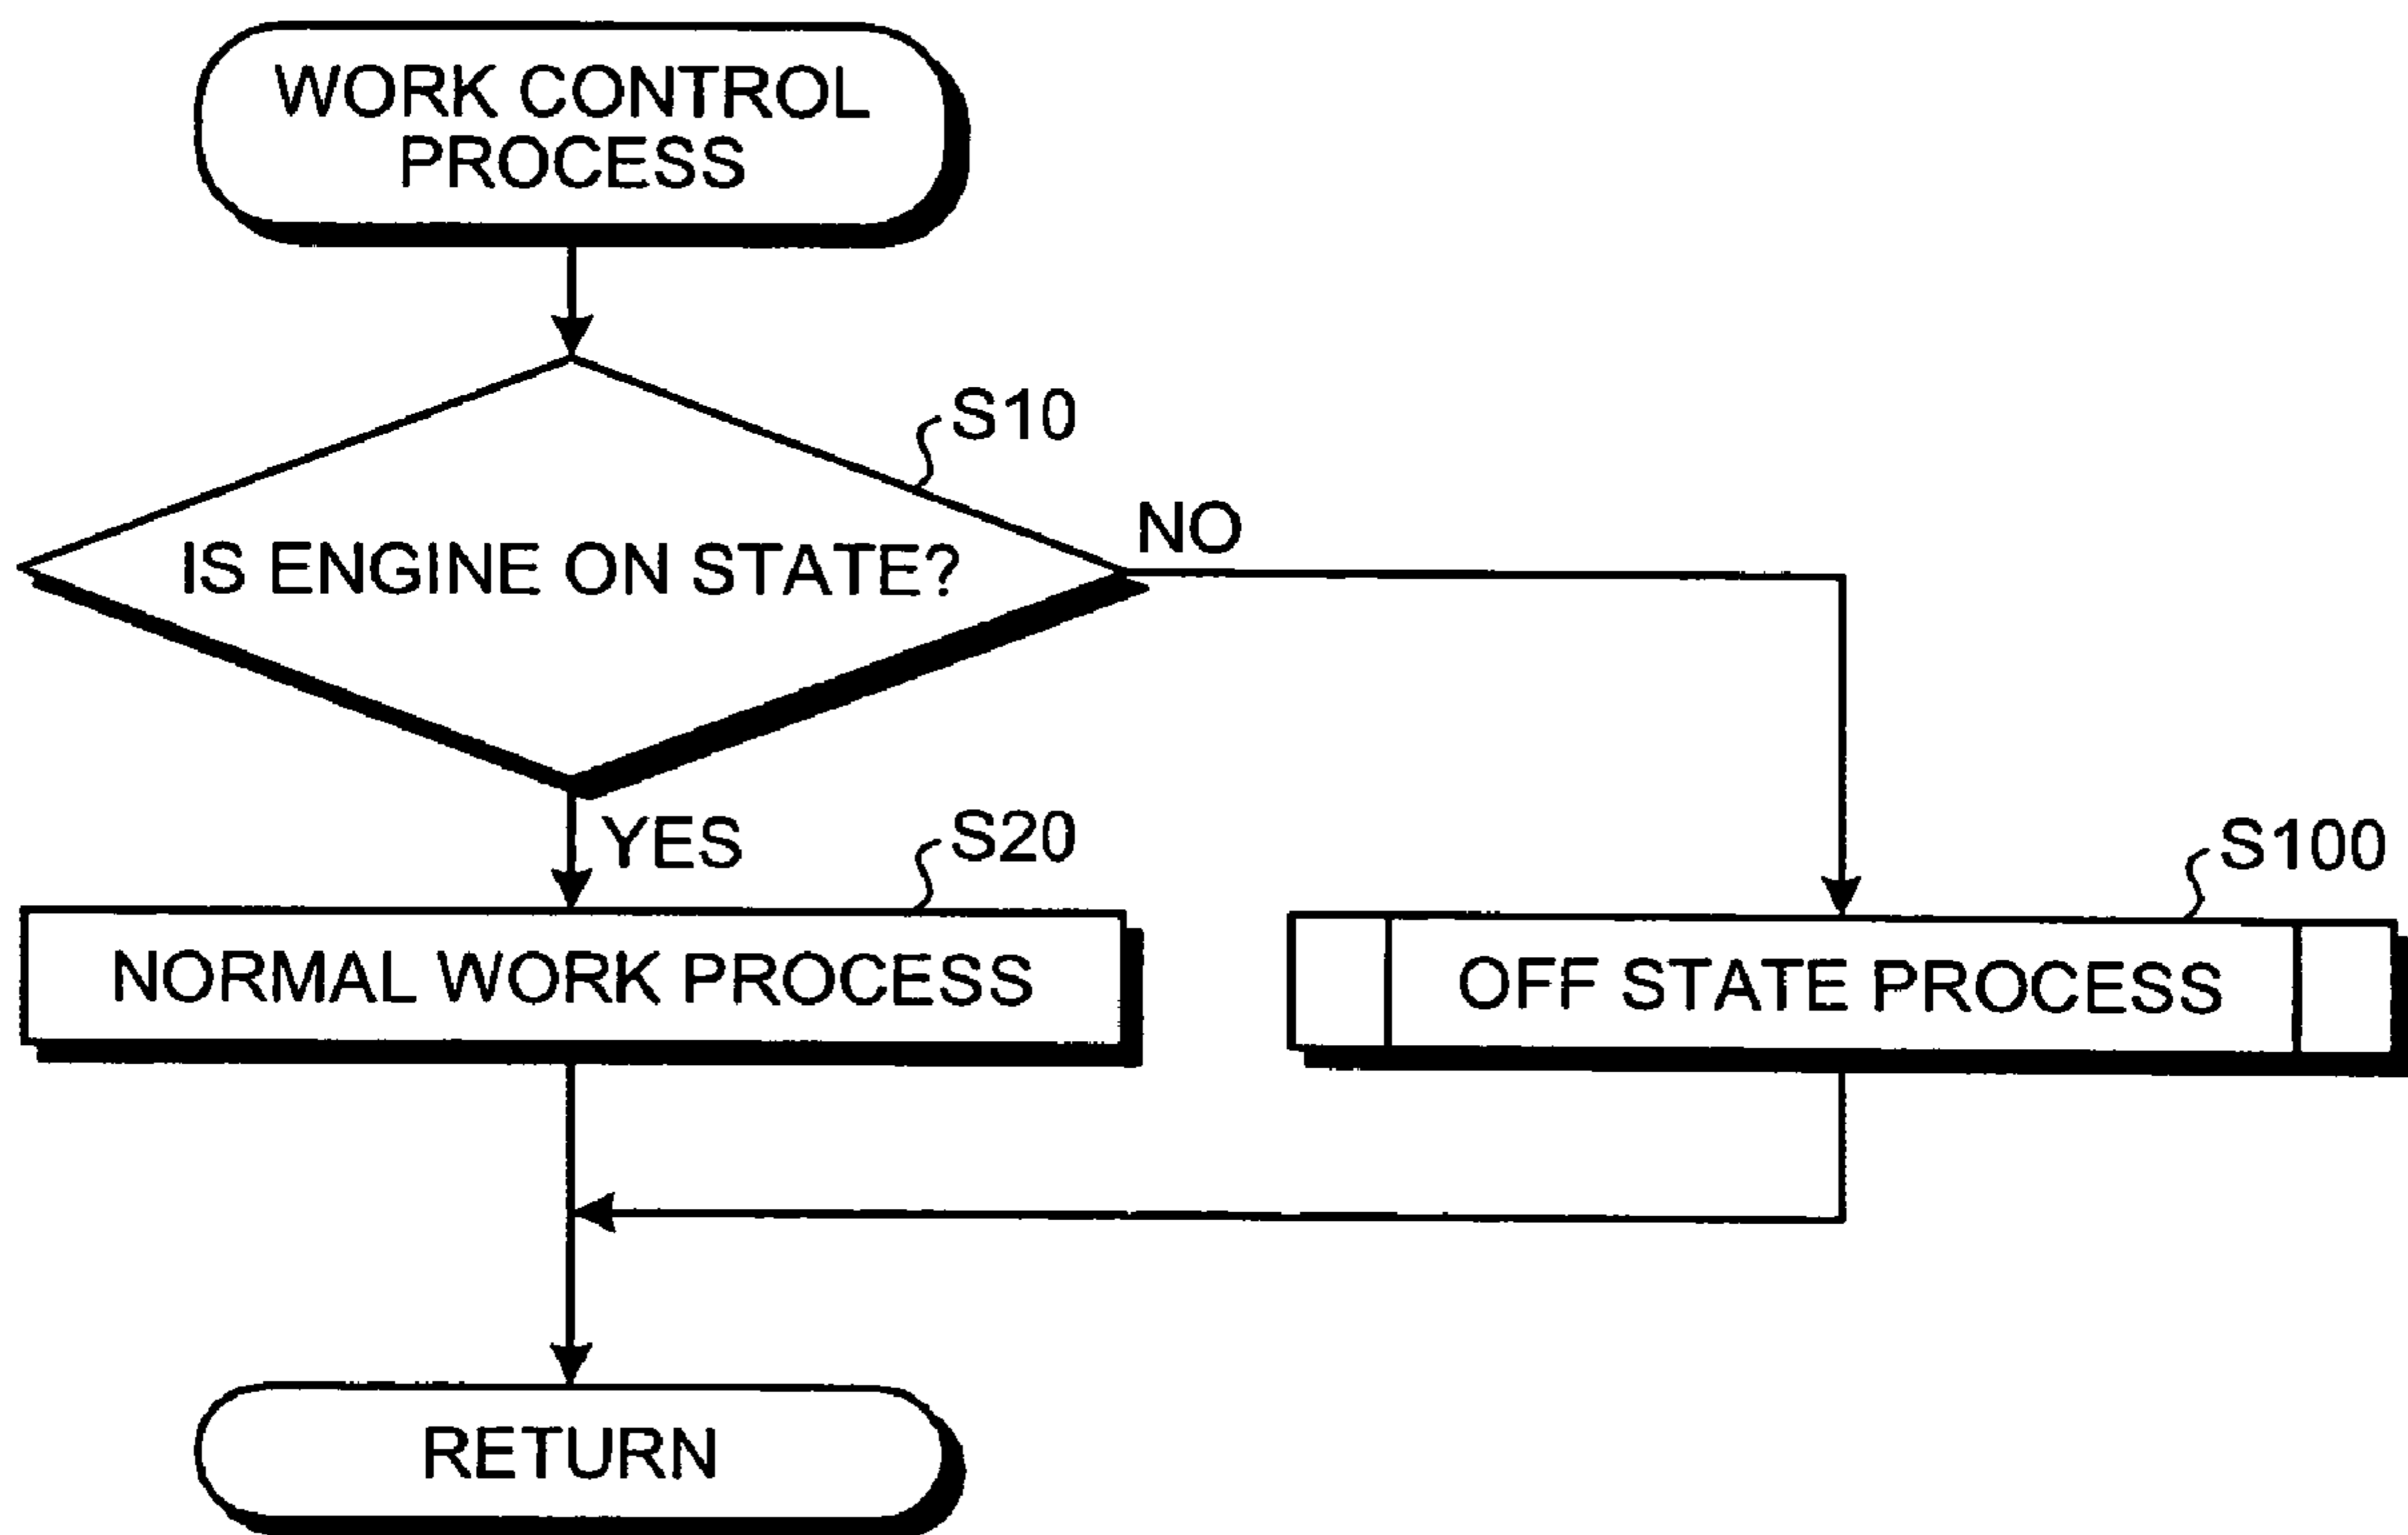 WORK CONTROL
PROCESS
S10
NO
IS ENGINE ON STATE?
YES
S20
S100
NORMAL WORK PROCESS
OFF STATE PROCESS
RETURN